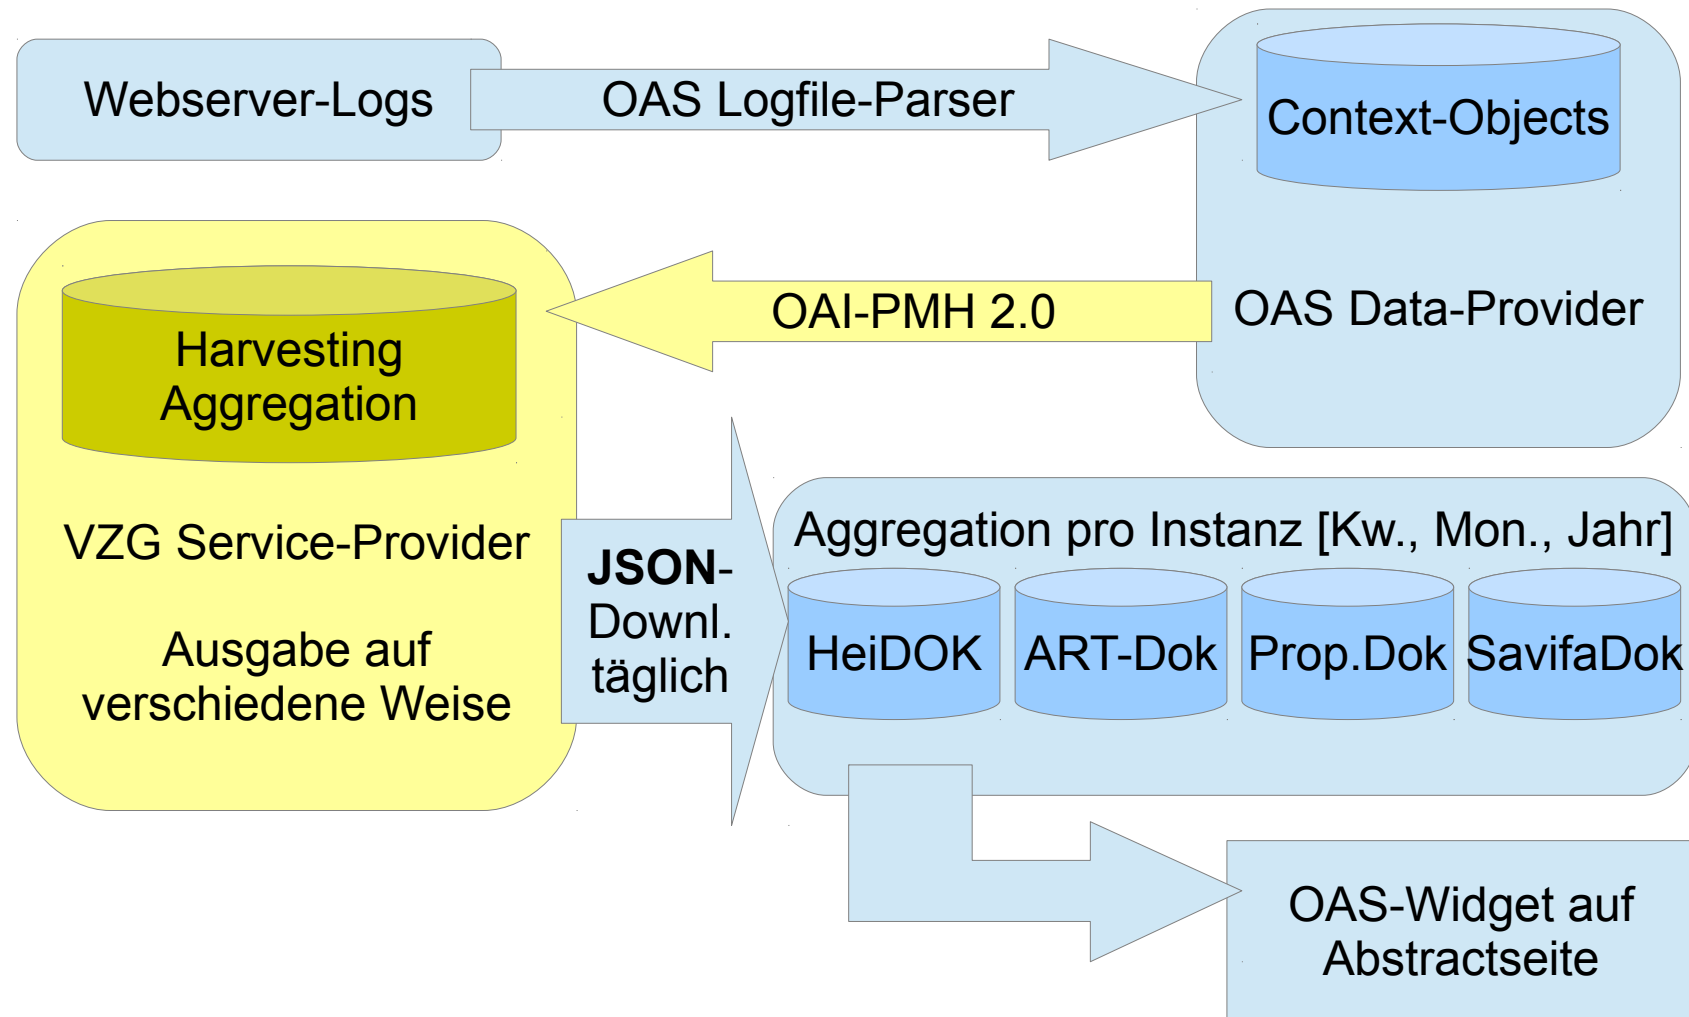 Webserver-Logs
OAS Logfile-Parser
Context-Objects
OAS Data-Provider
OAI-PMH 2.0
Harvesting
Aggregation
VZG Service-Provider
Ausgabe auf
verschiedene Weise
JSON-
Downl.
täglich
Aggregation pro Instanz [Kw., Mon., Jahr]
HeiDOK
ART-Dok
Prop.Dok
SavifaDok
OAS-Widget auf
Abstractseite